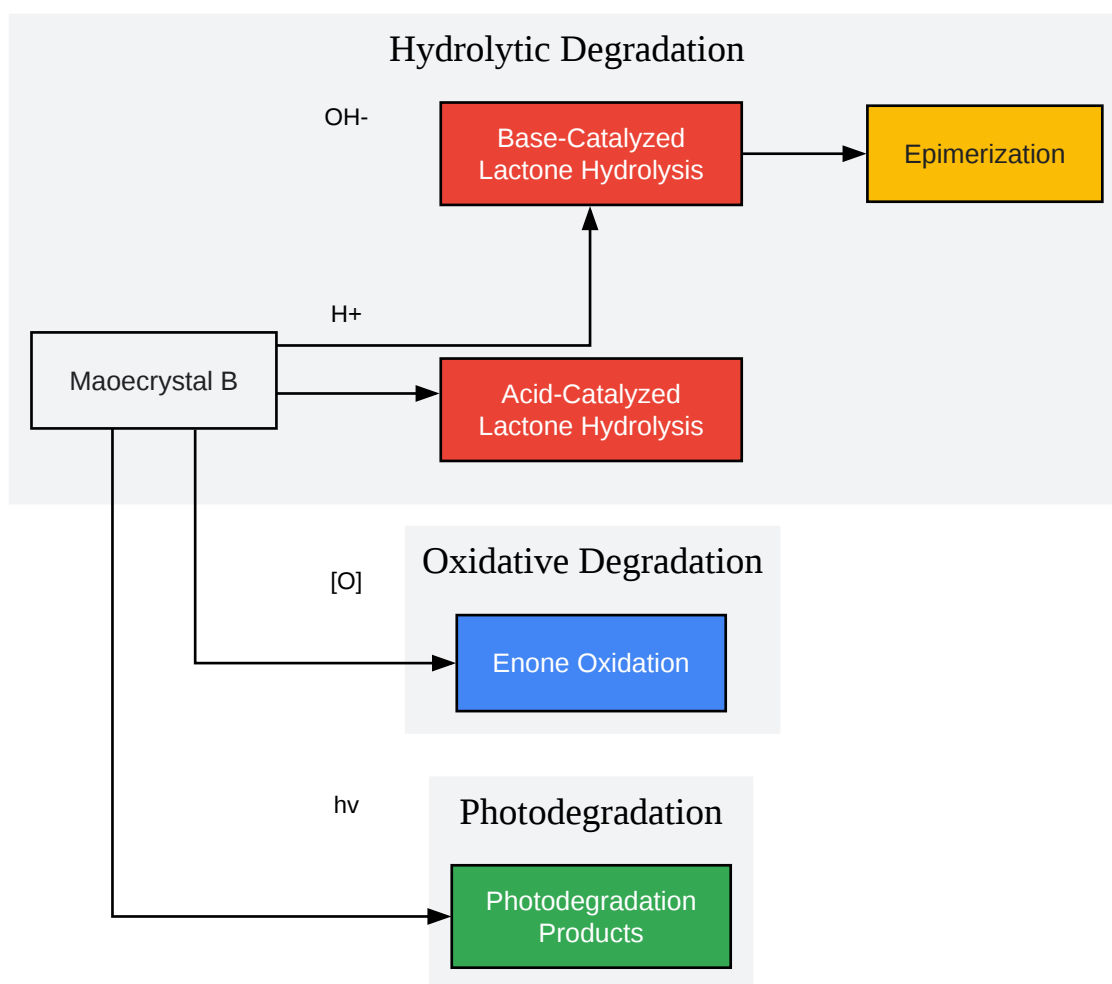 Hydrolytic Degradation
OH-
Base-Catalyzed
Lactone Hydrolysis
Epimerization
H+
Maoecrystal B
Acid-Catalyzed
Lactone Hydrolysis
Oxidative Degradation
[O]
Enone Oxidation
hv
Photodegradation
Photodegradation
Products